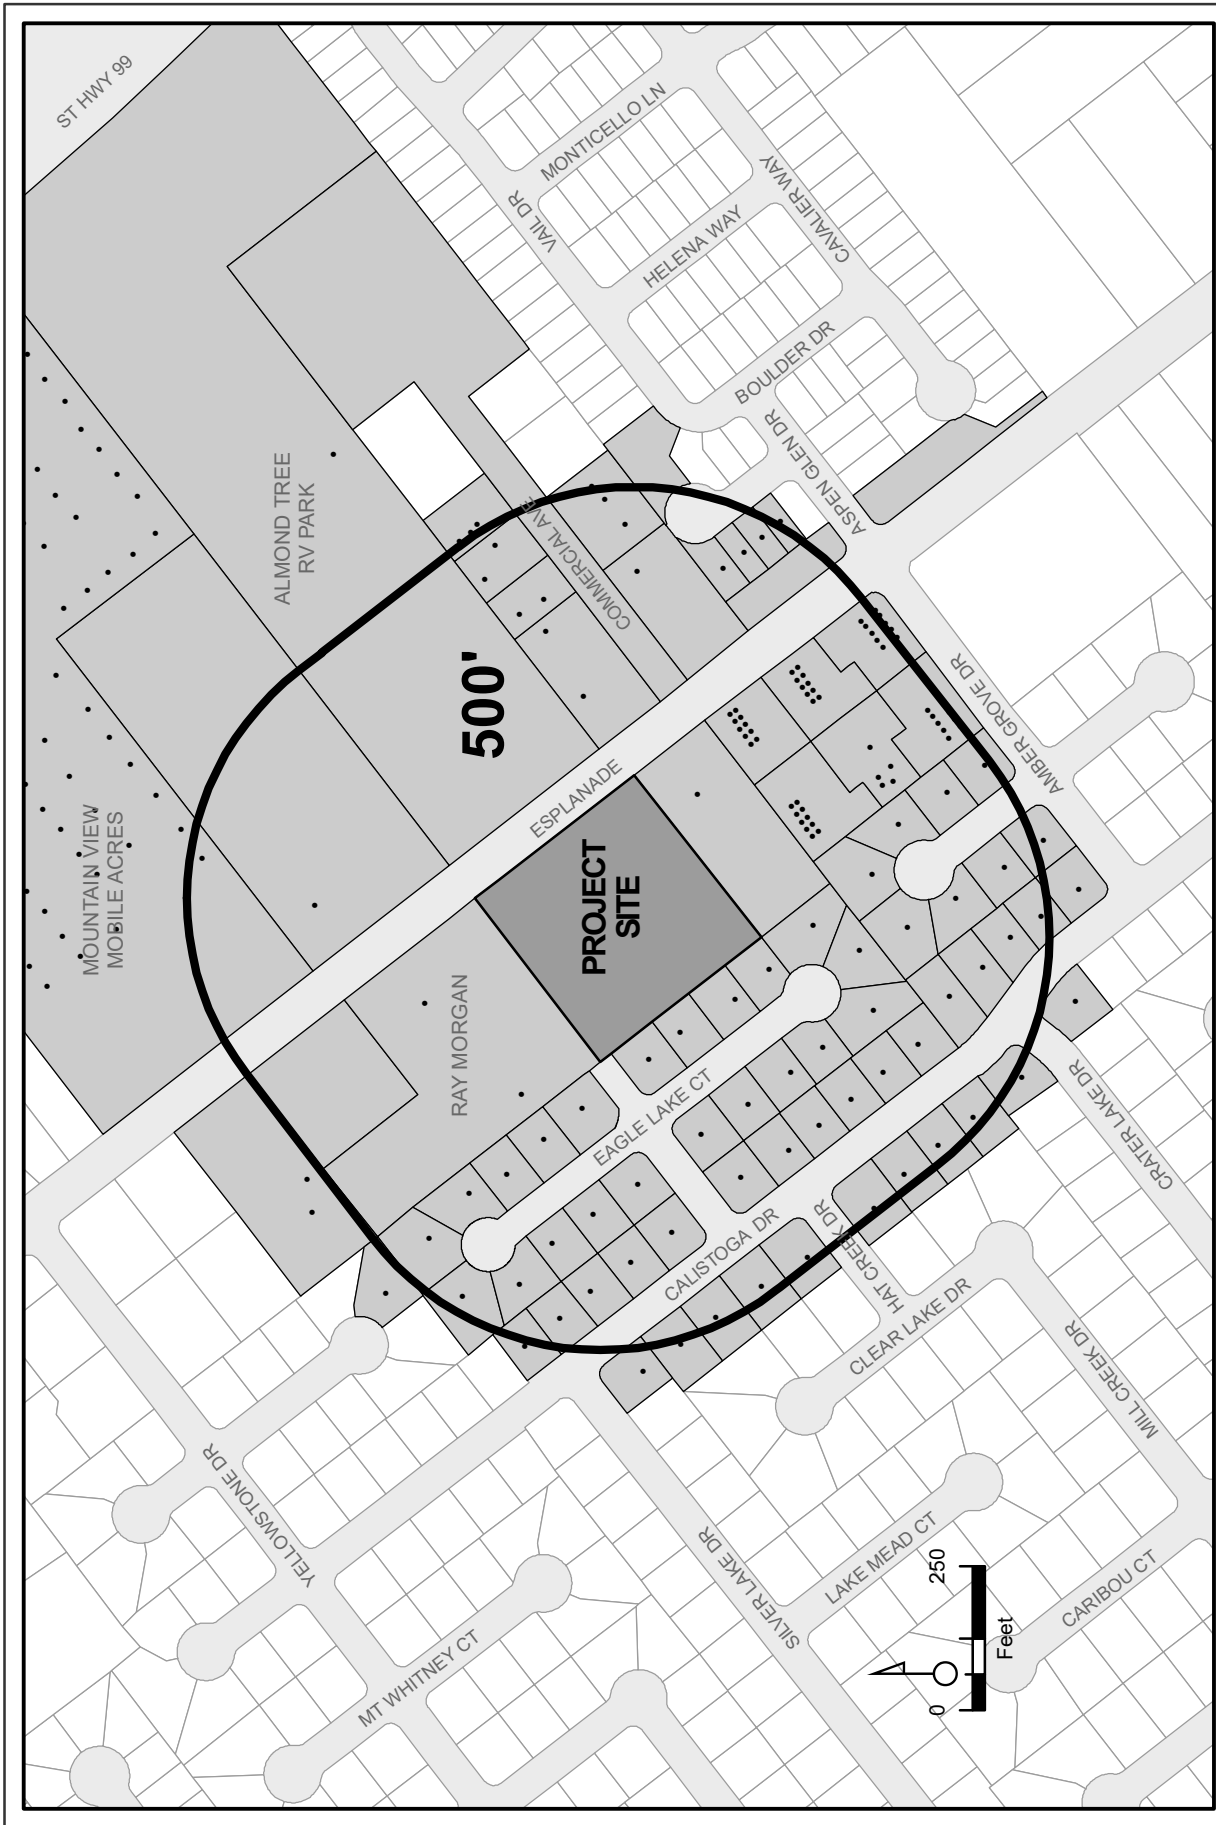 ST HWY 99
MONTICELLO LN
VAIL DR
CAVALIER WAY
HELENA WAY
BOULDER DR
ASPEN GLEN DR
ALMOND TREE
RV PARK
COMMERCIAL AVE
500'
AMBER GROVE DR
ESPLANADE
MOUNTAIN VIEW
MOBILE ACRES
PROJECT
SITE
RAY MORGAN
EAGLE LAKE CT
CRATER LAKE DR
CALISTOGA DR
HAT CREEK DR
CLEAR LAKE DR
MILL CREEK DR
YELLOWSTONE DR
SILVER LAKE DR
LAKE MEAD CT
CARIBOU CT
MT WHITNEY CT
0
250
Feet